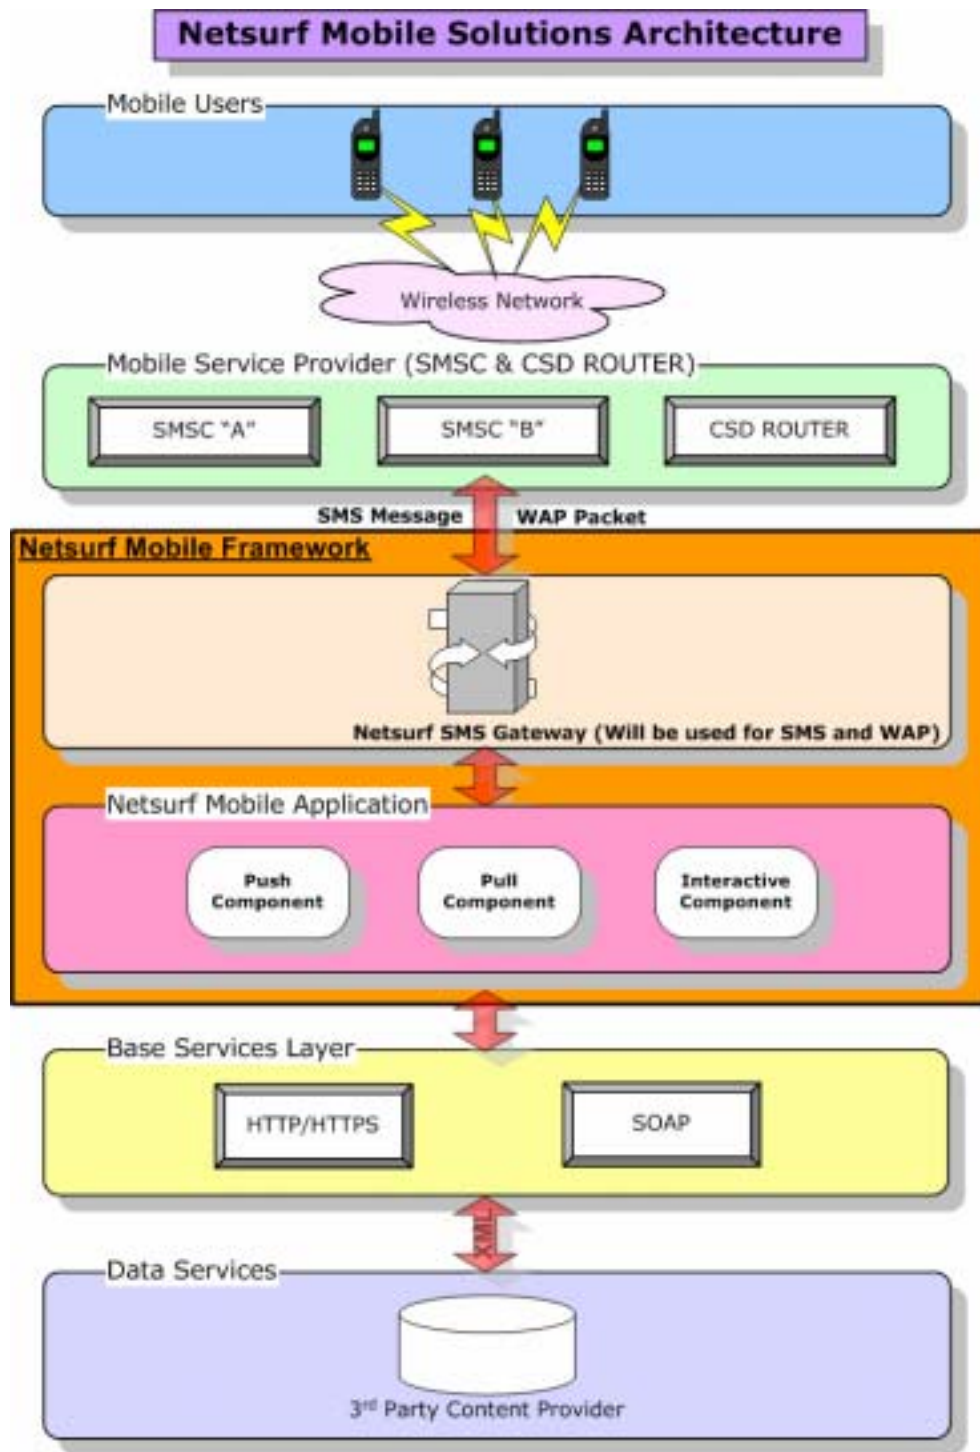 Netsurf Mobile Solutions Architecture
Mobile Users
Wireless Network
Mobile Service Provider (SMSC & CSD ROUTER)
SMSC "A"
SMSC "B"
CSD ROUTER
SMS Message
WAP Packet
Netsurf Mobile Framework
Netsurf SMS Gateway (Will be used for SMS and WAP)
Netsurf Mobile Application
Push
Component
Pull
Component
Interactive
Component
Base Services Layer
HTTP/HTTPS
SOAP
XML
Data Services
3rd Party Content Provider